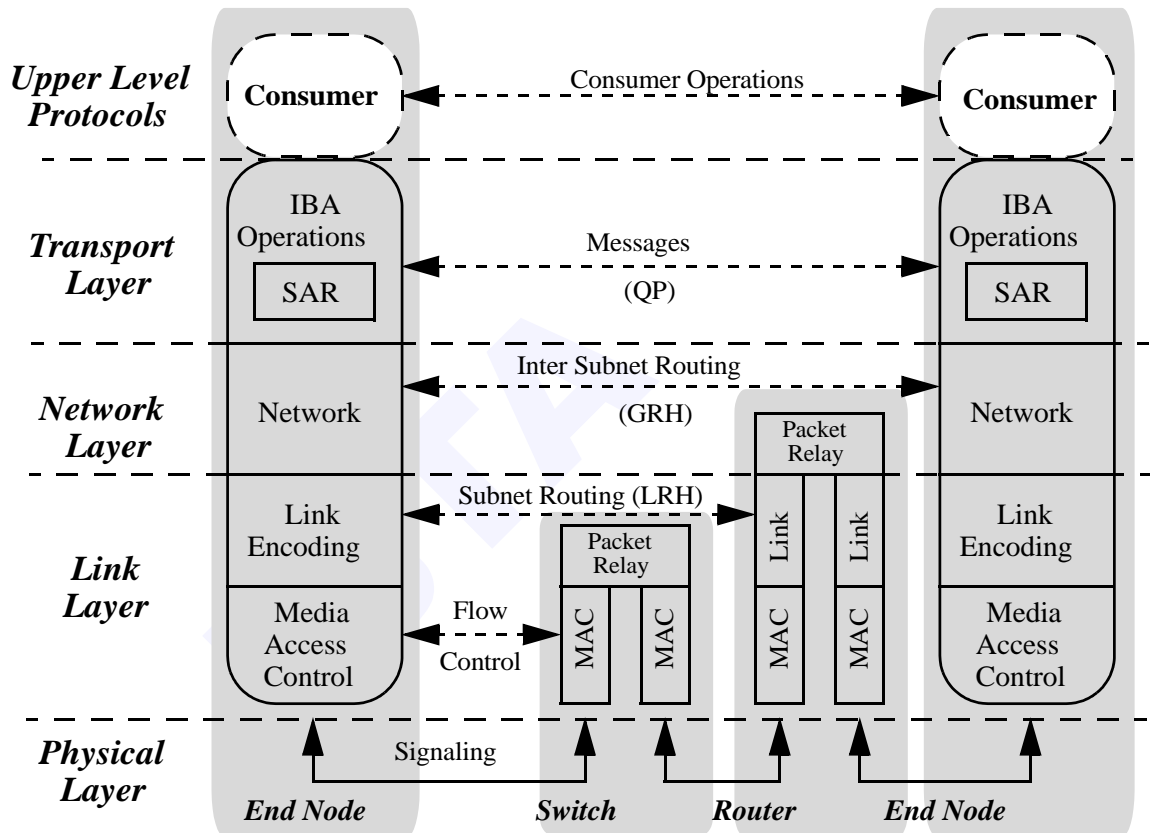 Upper Level
Protocols
Consumer
Consumer Operations
Consumer
Transport
Layer
IBA
Operations
SAR
Messages
(QP)
IBA
Operations
SAR
Network
Layer
Network
Inter Subnet Routing
(GRH)
Packet
Relay
Network
Link
Layer
Link
Encoding
Subnet Routing (LRH)
Packet
Relay
Link
Link
Link
Encoding
Media
Access
Control
Flow
Control
MAC
MAC
MAC
MAC
Media
Access
Control
Physical
Layer
Signaling
End Node
Switch
Router
End Node